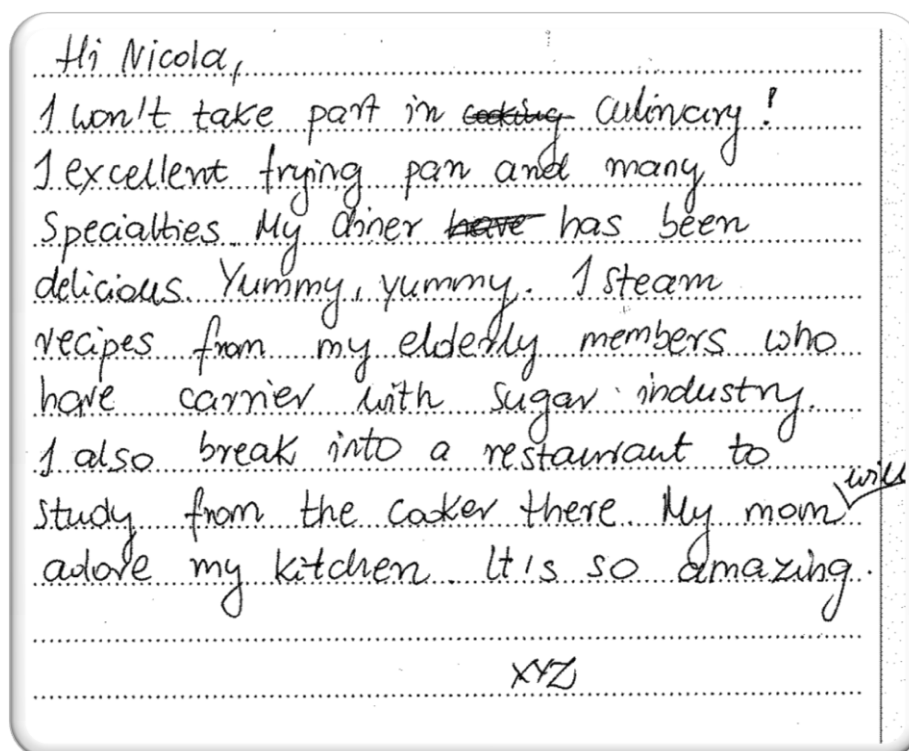 Hi Nicola,
I won't take part in cooking culinary!
I excellent frying pan and many
specialties. My diner have has been
delicious. Yummy, yummy. I steam
recipes from my elderly members who
have carrier with sugar industry.
I also break into a restaurant to
study from the cooker there. My mom will
adore my kitchen. It is so amazing.
XYZ